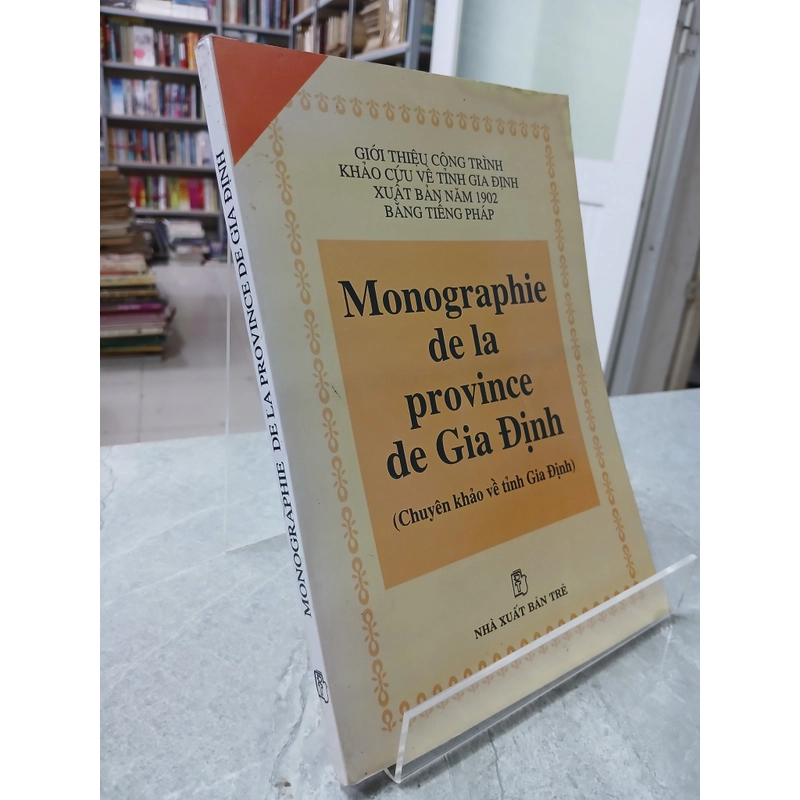 GIỚI THIỆU CÔNG TRÌNH
KHẢO CỨU VỀ TỈNH GIA ĐỊNH
XUẤT BẢN NĂM 1902
BẰNG TIẾNG PHÁP
Monographie
de la
province
de Gia Định
(Chuyên khảo về tỉnh Gia Định)
NHÀ XUẤT BẢN TRẺ
MONOGRAPHIE DE LA PROVINCE DE GIA ĐỊNH